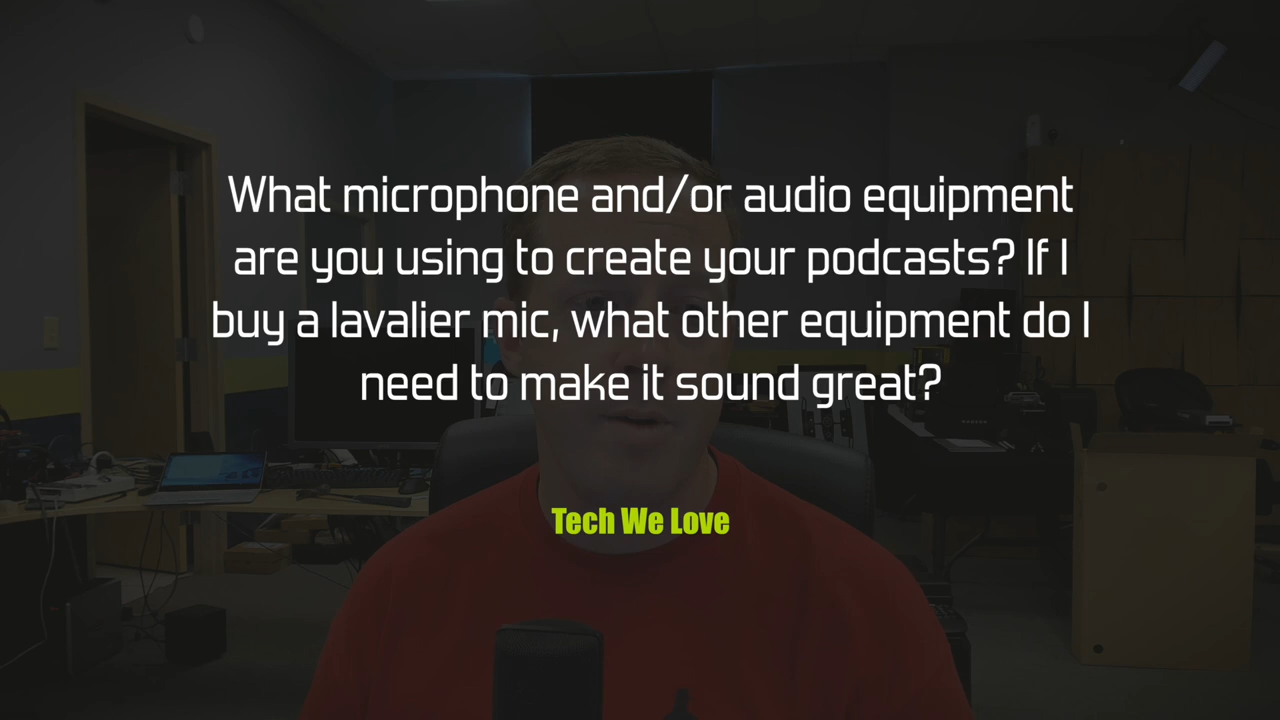 What microphone and/or audio equipment
are you using to create your podcasts? If I
buy a lavalier mic, what other equipment do I
need to make it sound great?
Tech We Love